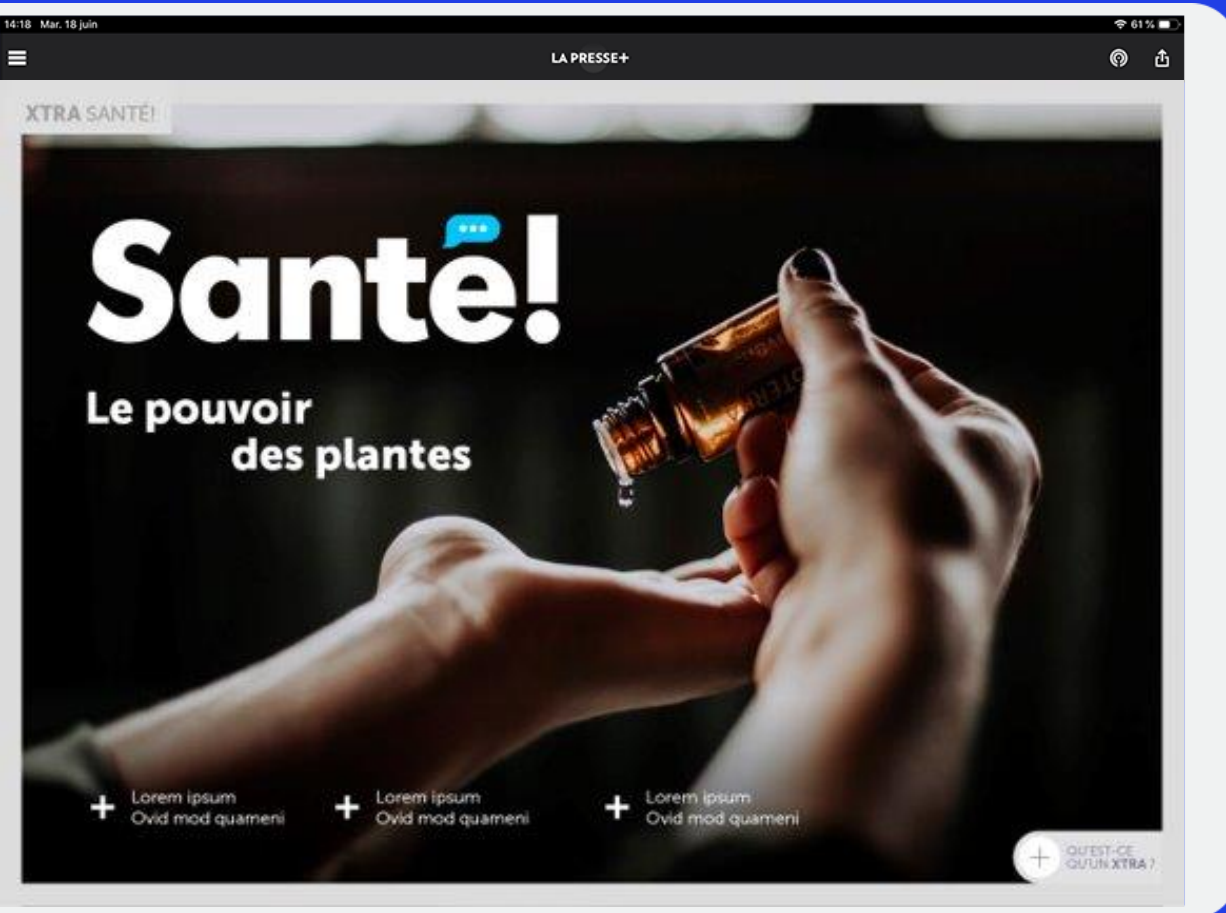 14:18 Mar. 18 juin
61 %
LA PRESSE+
XTRA SANTÉ!
Santé!
Le pouvoir
des plantes
Lorem ipsum
Ovid mod quameni
Lorem ipsum
Ovid mod quameni
Lorem ipsum
Ovid mod quameni
QU'EST-CE
QU'UN XTRA ?